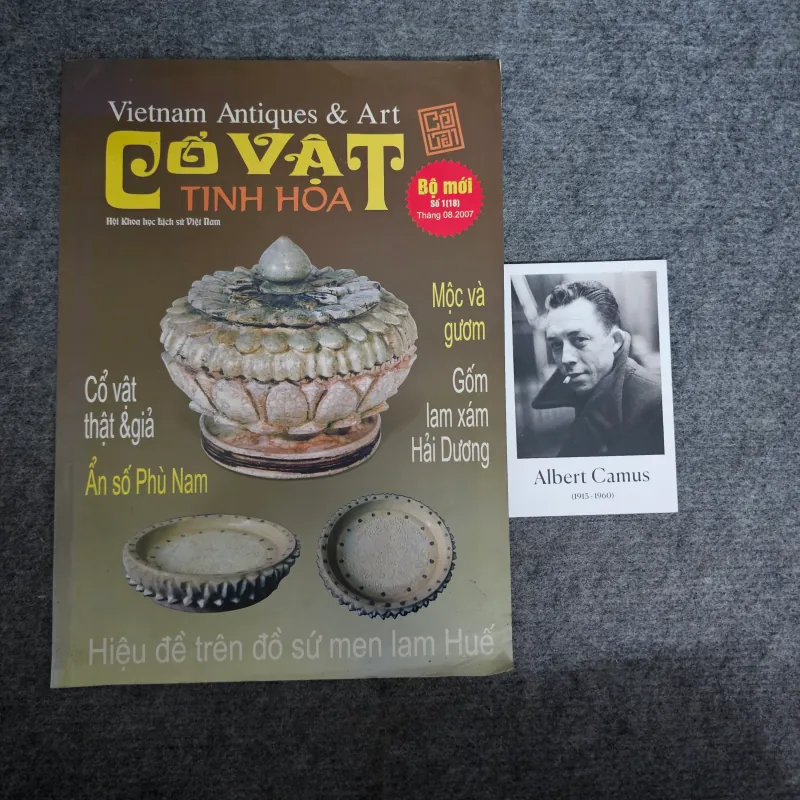 Vietnam Antiques & Art
CỔ VẬT
TINH HOA
Hội Khoa học Lịch sử Việt Nam
Cổ
Vật
Bộ mới
Số 1(18)
Tháng 08.2007
Mộc và
gươm
Cổ vật
thật &giả
Gốm
lam xám
Hải Dương
Ẩn số Phù Nam
Hiệu đề trên đồ sứ men lam Huế
Albert Camus
(1913-1960)